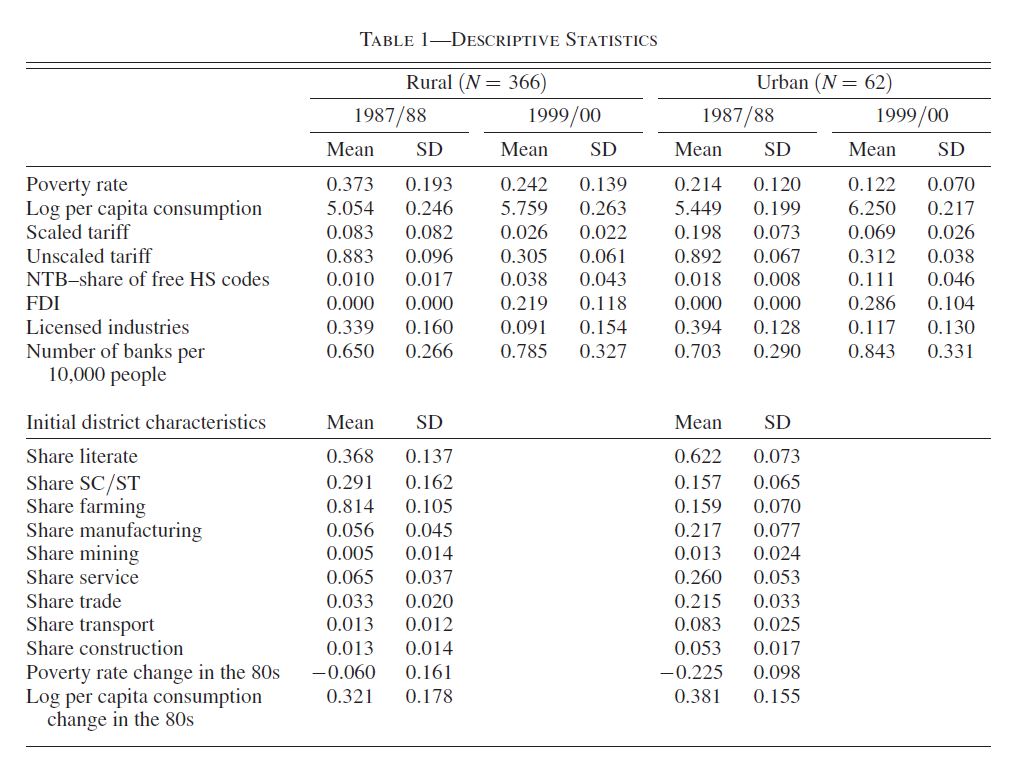 TABLE 1—DESCRIPTIVE STATISTICS
Rural (N = 366) Urban (N = 62)
1987/88 1999/00 1987/88 1999/00
Mean SD Mean SD Mean SD Mean SD
Poverty rate 0.373 0.193 0.242 0.139 0.214 0.120 0.122 0.070
Log per capita consumption 5.054 0.246 5.759 0.263 5.449 0.199 6.250 0.217
Scaled tariff 0.083 0.082 0.026 0.022 0.198 0.073 0.069 0.026
Unscaled tariff 0.883 0.096 0.305 0.061 0.892 0.067 0.312 0.038
NTB–share of free HS codes 0.010 0.017 0.038 0.043 0.018 0.008 0.111 0.046
FDI 0.000 0.000 0.219 0.118 0.000 0.000 0.286 0.104
Licensed industries 0.339 0.160 0.091 0.154 0.394 0.128 0.117 0.130
Number of banks per 0.650 0.266 0.785 0.327 0.703 0.290 0.843 0.331
10,000 people
Initial district characteristics Mean SD Mean SD
Share literate 0.368 0.137 0.622 0.073
Share SC/ST 0.291 0.162 0.157 0.065
Share farming 0.814 0.105 0.159 0.070
Share manufacturing 0.056 0.045 0.217 0.077
Share mining 0.005 0.014 0.013 0.024
Share service 0.065 0.037 0.260 0.053
Share trade 0.033 0.020 0.215 0.033
Share transport 0.013 0.012 0.083 0.025
Share construction 0.013 0.014 0.053 0.017
Poverty rate change in the 80s −0.060 0.161 −0.225 0.098
Log per capita consumption 0.321 0.178 0.381 0.155
change in the 80s